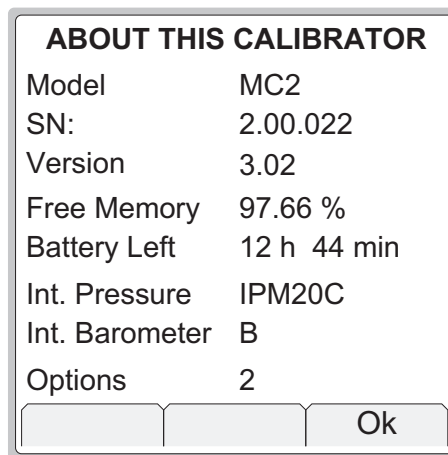 ABOUT THIS CALIBRATOR
Model MC2
SN: 2.00.022
Version 3.02
Free Memory 97.66 %
Battery Left 12 h 44 min
Int. Pressure IPM20C
Int. Barometer B
Options 2
Ok